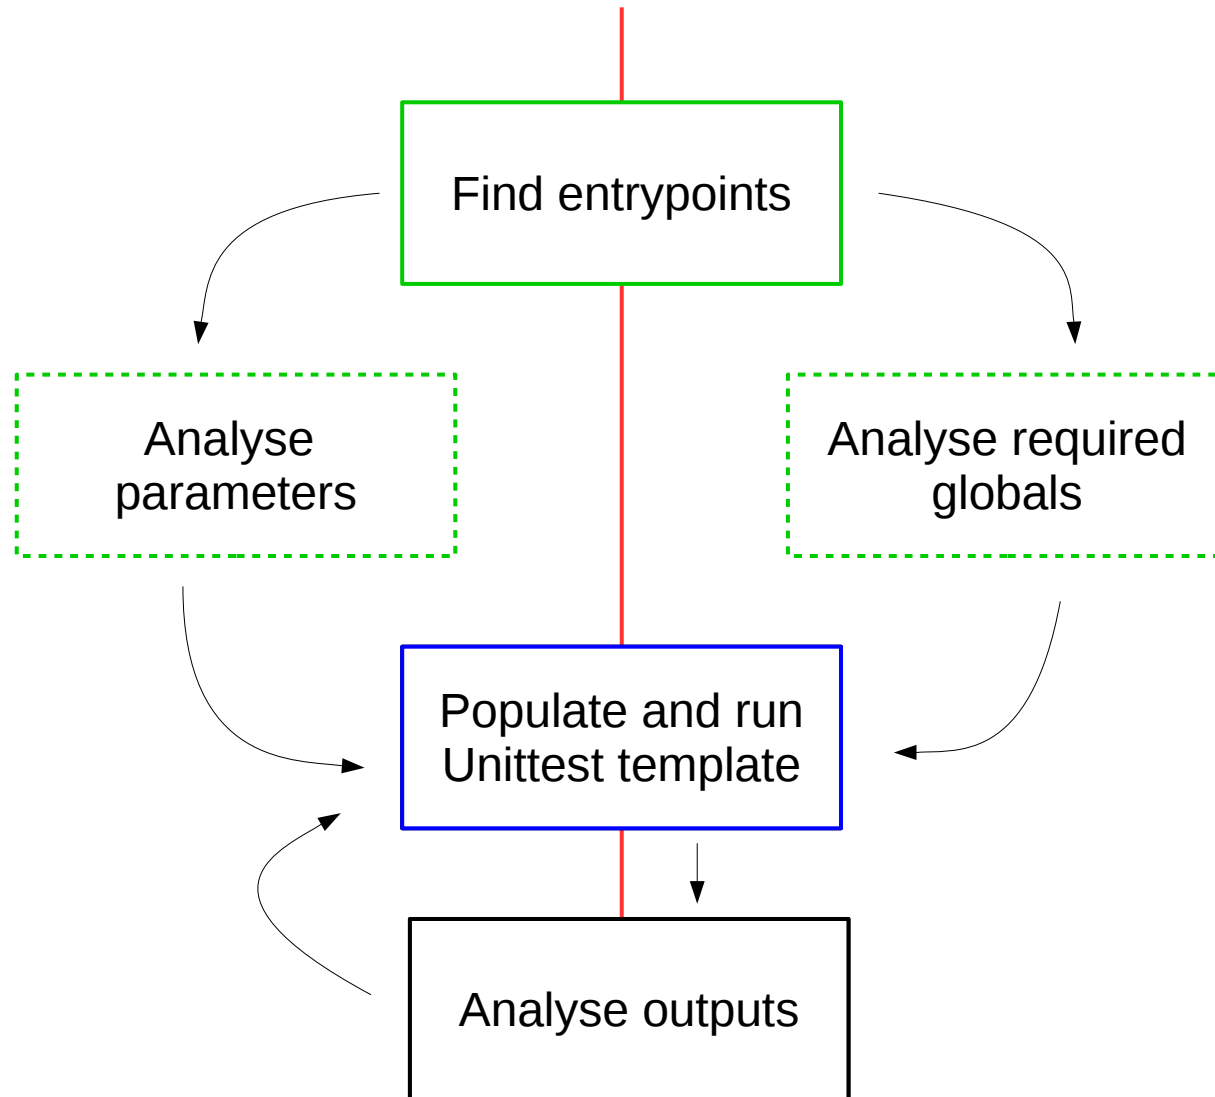 Find entrypoints
Analyse
parameters
Analyse required
globals
Populate and run
Unittest template
Analyse outputs